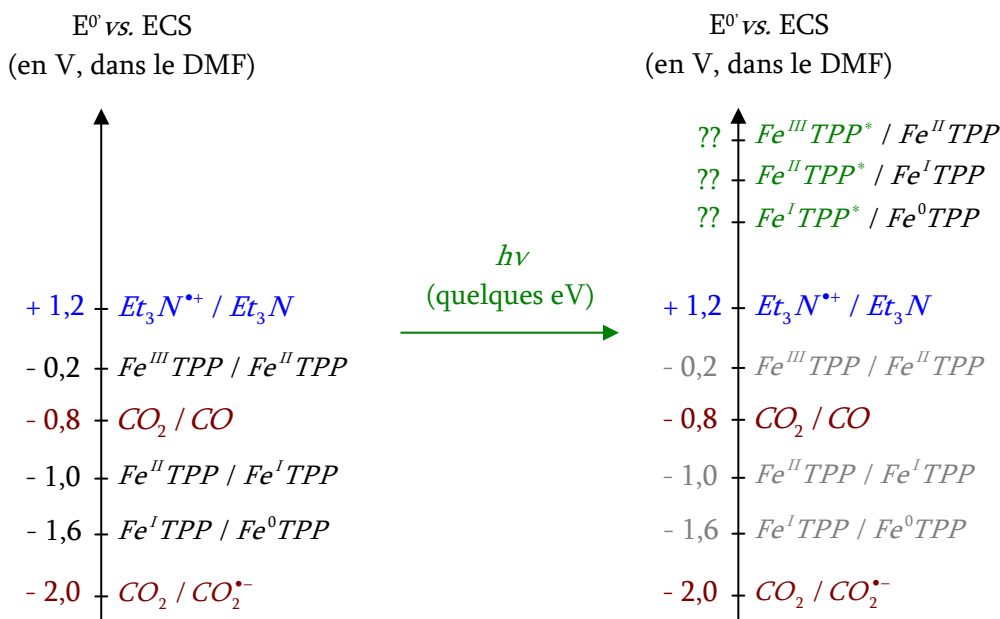 E⁰' vs. ECS
(en V, dans le DMF)
+ 1,2 Et₃N•⁺ / Et₃N
- 0,2 Feᴵᴵᴵ TPP / Feᴵᴵ TPP
- 0,8 CO₂ / CO
- 1,0 Feᴵᴵ TPP / Feᴵ TPP
- 1,6 Feᴵ TPP / Fe⁰ TPP
- 2,0 CO₂ / CO₂•⁻
hν
(quelques eV)
E⁰' vs. ECS
(en V, dans le DMF)
?? Feᴵᴵᴵ TPP* / Feᴵᴵ TPP
?? Feᴵᴵ TPP* / Feᴵ TPP
?? Feᴵ TPP* / Fe⁰ TPP
+ 1,2 Et₃N•⁺ / Et₃N
- 0,2 Feᴵᴵᴵ TPP / Feᴵᴵ TPP
- 0,8 CO₂ / CO
- 1,0 Feᴵᴵ TPP / Feᴵ TPP
- 1,6 Feᴵ TPP / Fe⁰ TPP
- 2,0 CO₂ / CO₂•⁻